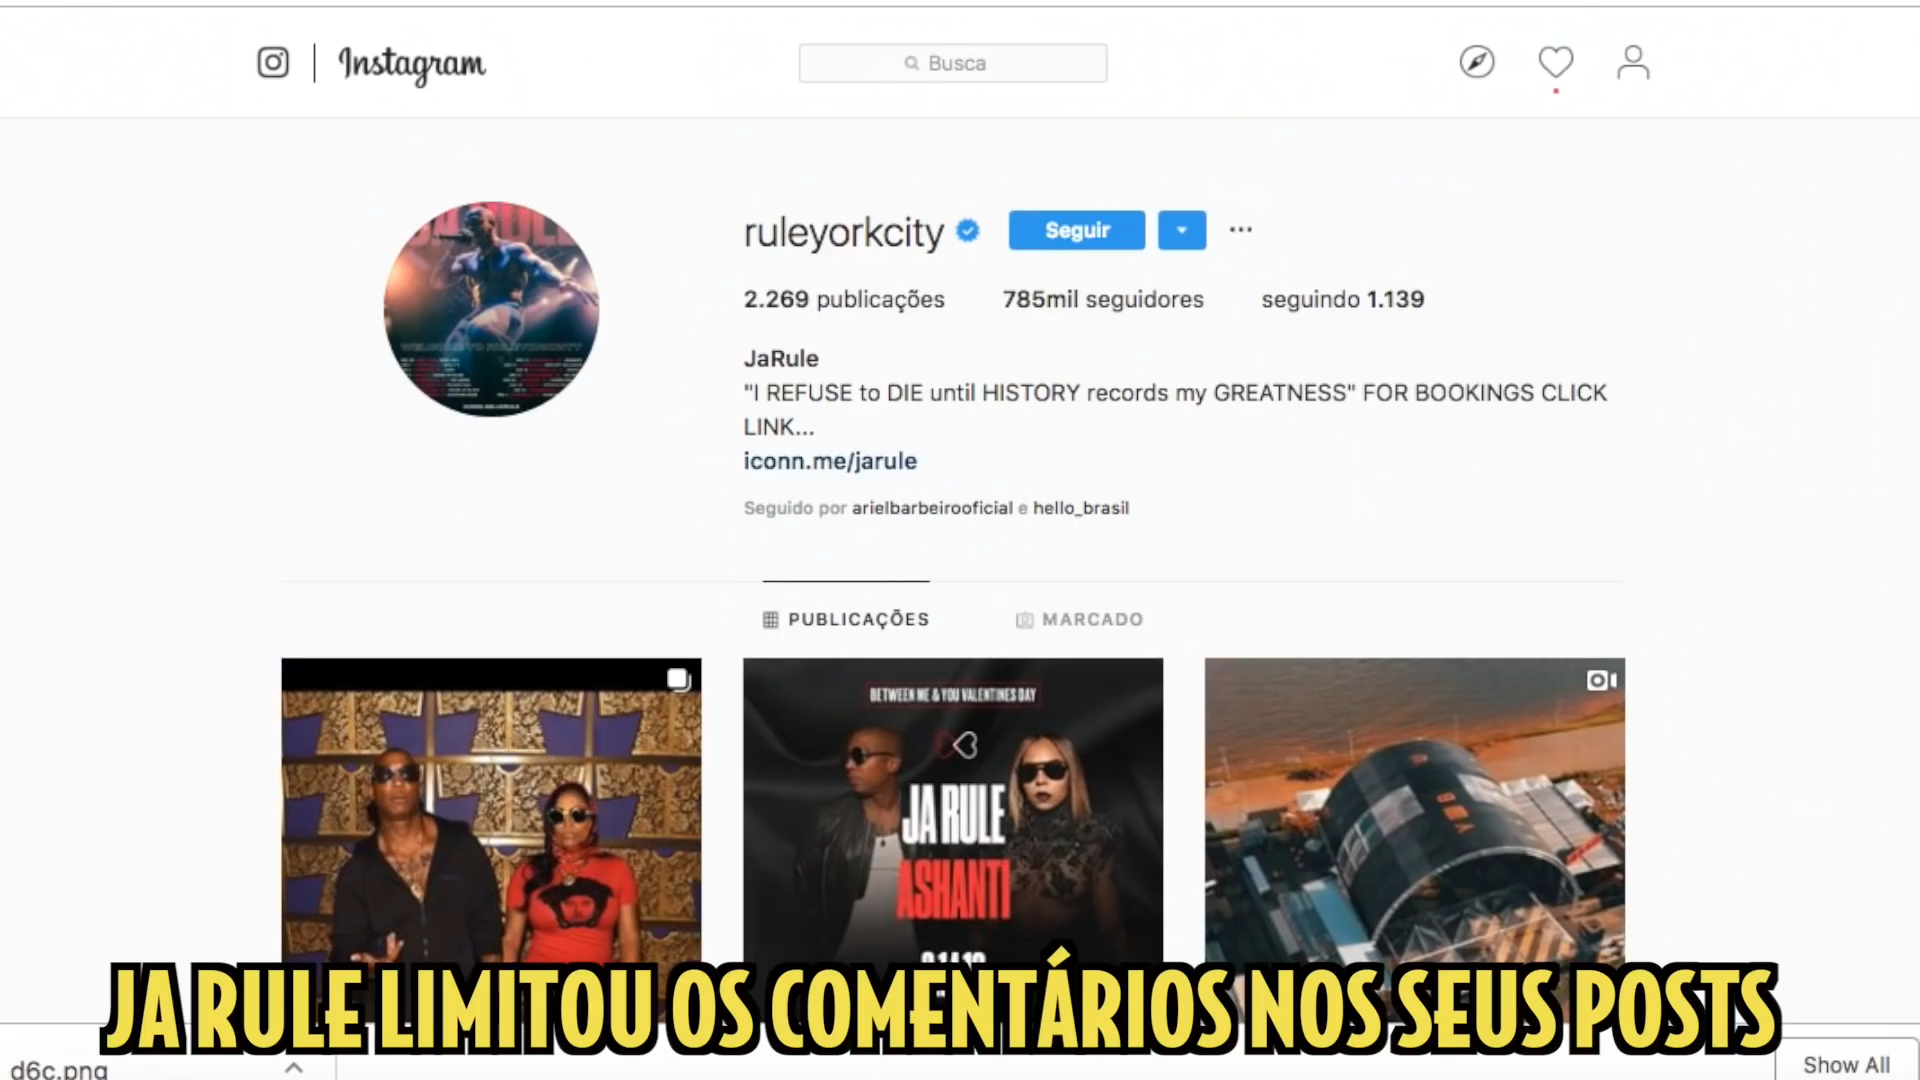 Instagram
Busca
ruleyorkcity
Seguir
2.269 publicações
785mil seguidores
seguindo 1.139
JaRule
"I REFUSE to DIE until HISTORY records my GREATNESS" FOR BOOKINGS CLICK
LINK...
iconn.me/jarule
Seguido por arielbarbeirooficial e hello_brasil
PUBLICAÇÕES
MARCADO
BETWEEN ME & YOU VALENTINES DAY
JA RULE
ASHANTI
JA RULE LIMITOU OS COMENTÁRIOS NOS SEUS POSTS
d6c.png
Show All